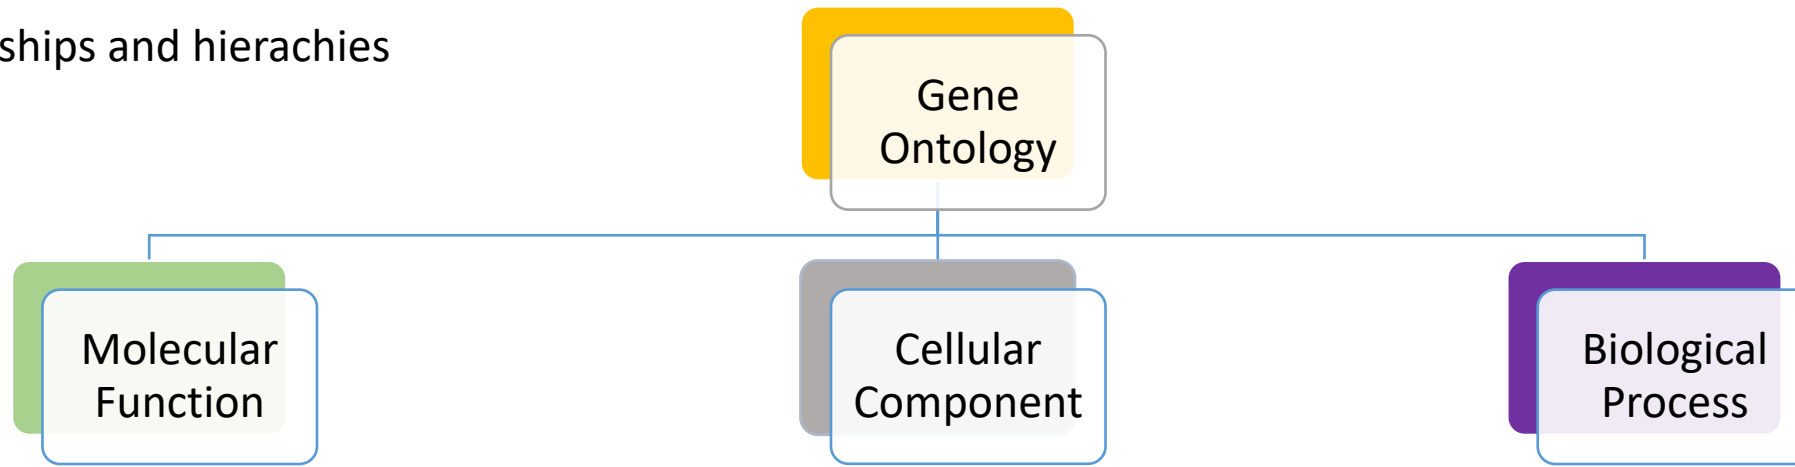 ships and hierachies
Gene
Ontology
Molecular
Function
Cellular
Component
Biological
Process